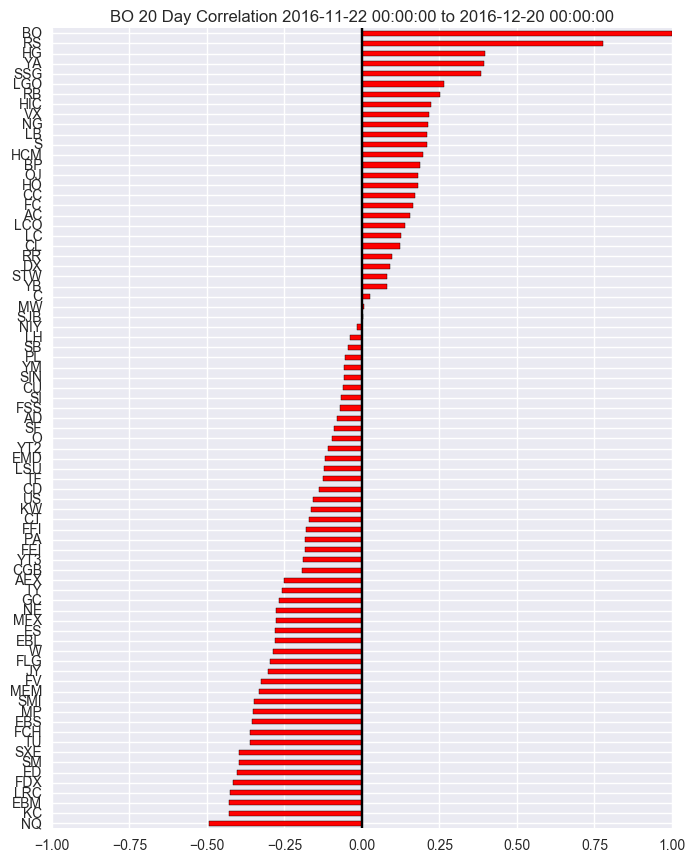 BO 20 Day Correlation 2016-11-22 00:00:00 to 2016-12-20 00:00:00
BO
RS
HG
YA
SSG
LGO
RB
HIC
VX
NG
LB
S
HCM
BP
OJ
HO
CC
FC
AC
LCO
LC
CL
RR
DX
STW
YB
C
MW
SJB
NIY
LH
SB
PL
YM
SIN
CU
SI
FSS
AD
SF
O
YT2
EMD
LSU
TF
CD
US
KW
CT
FFI
PA
FEI
YT3
CGB
AEX
TY
GC
NE
MFX
ES
EBL
W
FLG
JY
FV
MEM
SMI
MP
EBS
FCH
TU
SXE
SM
ED
FDX
LRC
EBM
KC
NQ
−1.00 −0.75 −0.50 −0.25 0.00 0.25 0.50 0.75 1.00